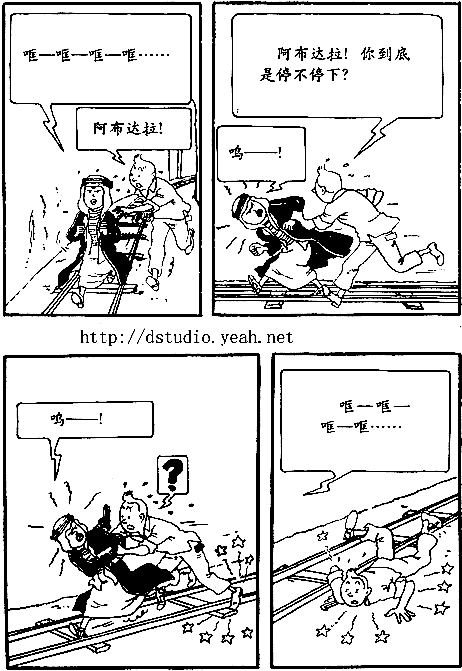 哐—哐—哐—哐……
阿布达拉!
阿布达拉! 你到底
是停不停下?
呜——!
http://dstudio.yeah.net
呜——!
?
哐—哐—
哐—哐……